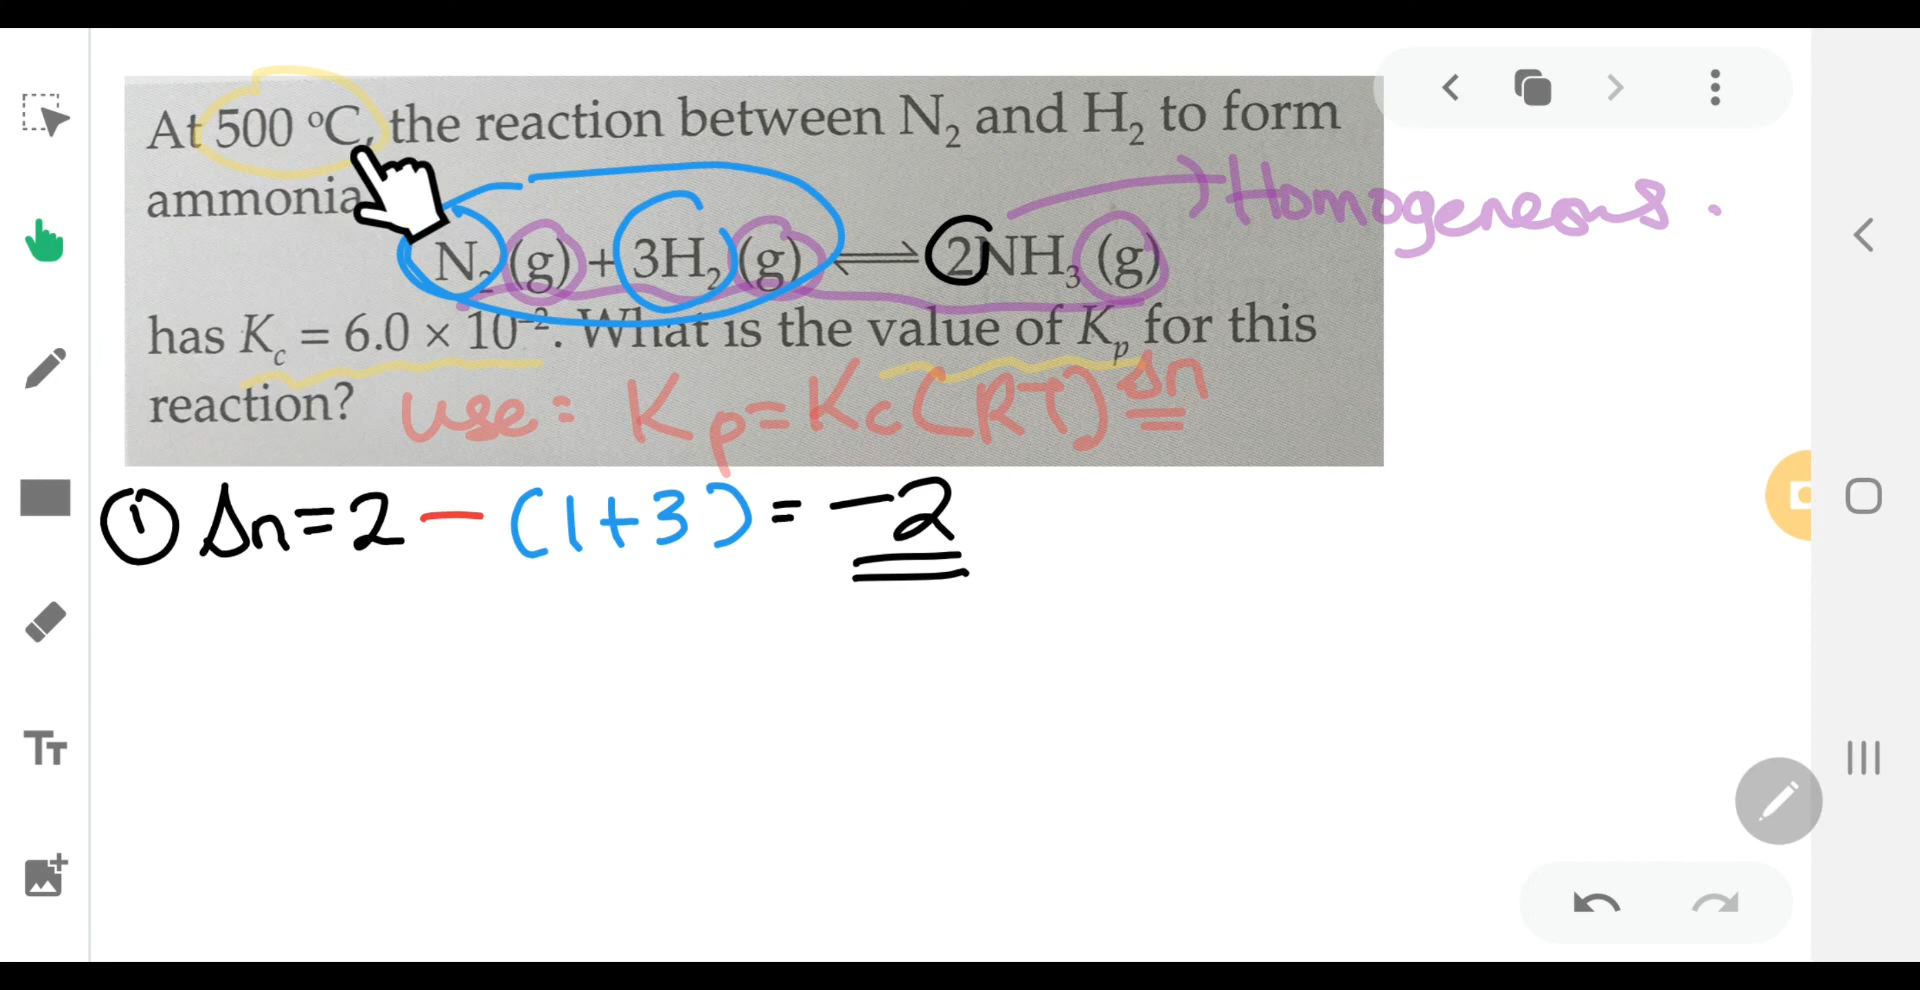 At 500 °C, the reaction between N₂ and H₂ to form
ammonia
Homogeneous.
N₂ (g) + 3H₂ (g) ⇌ 2NH₃ (g)
has Kc = 6.0 × 10⁻². What is the value of Kp for this
reaction?
use: Kp = Kc (RT)^Δn
① Δn = 2 − (1+3) = −2
TT